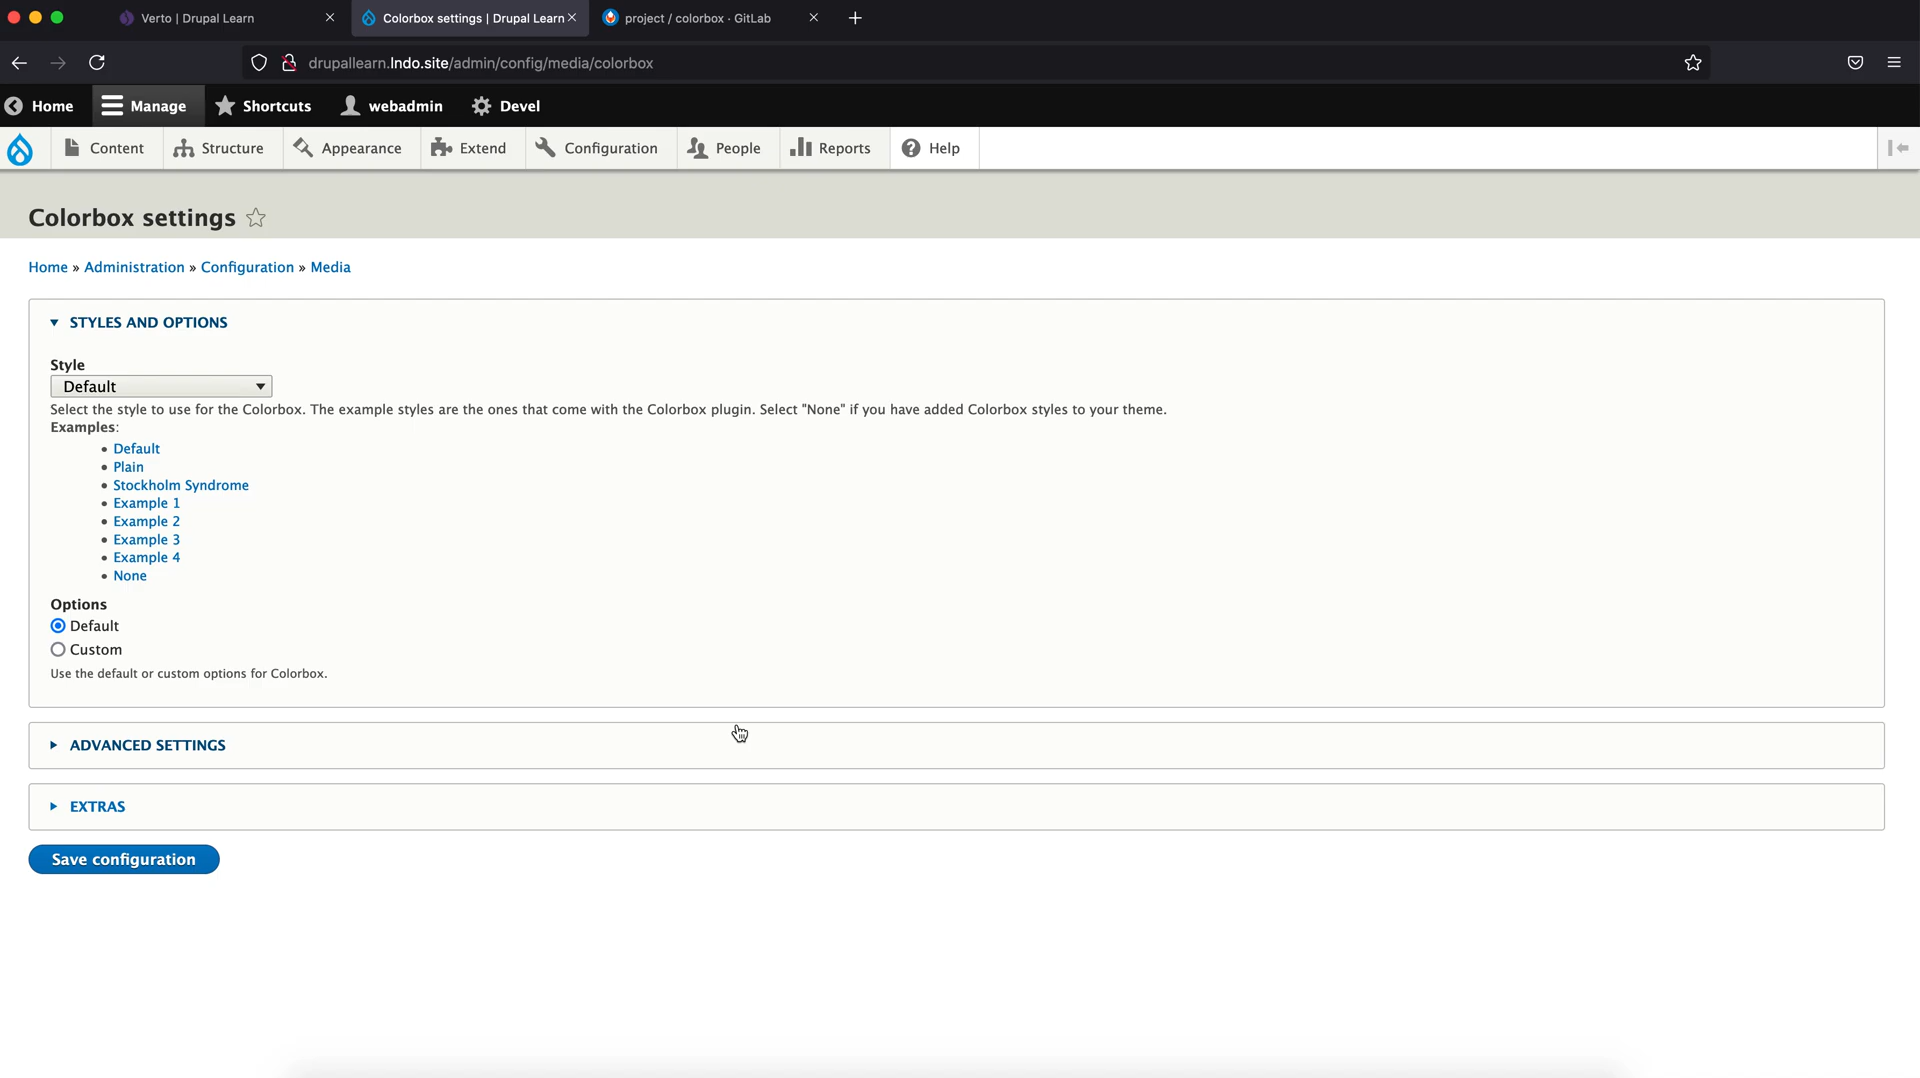 Verto | Drupal Learn
Colorbox settings | Drupal Learn
project / colorbox · GitLab
drupallearn.lndo.site/admin/config/media/colorbox
Home Manage Shortcuts webadmin Devel
Content Structure Appearance Extend Configuration People Reports Help
Colorbox settings
Home » Administration » Configuration » Media
STYLES AND OPTIONS
Style
Default
Select the style to use for the Colorbox. The example styles are the ones that come with the Colorbox plugin. Select "None" if you have added Colorbox styles to your theme.
Examples:
• Default
• Plain
• Stockholm Syndrome
• Example 1
• Example 2
• Example 3
• Example 4
• None
Options
Default
Custom
Use the default or custom options for Colorbox.
ADVANCED SETTINGS
EXTRAS
Save configuration